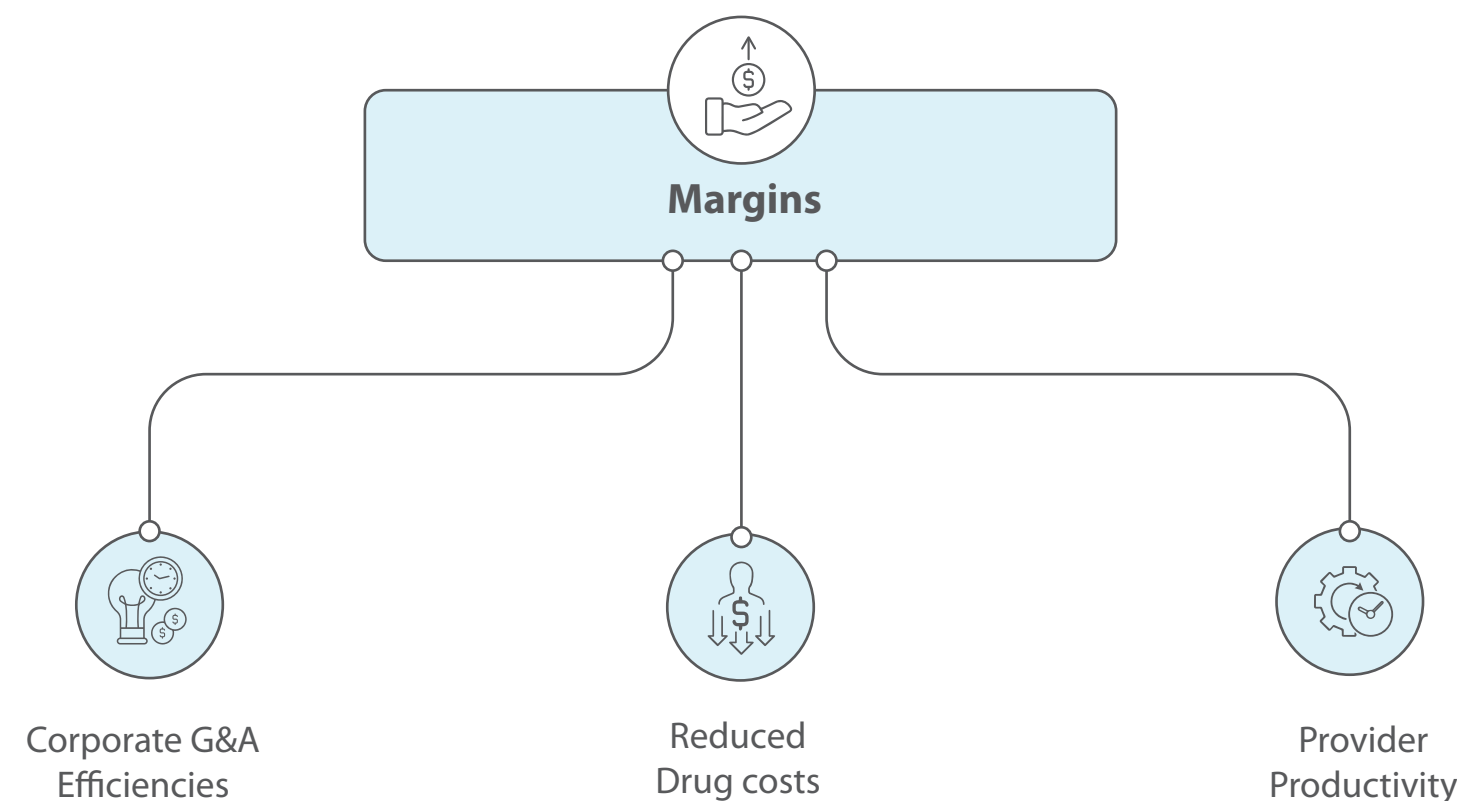 Margins
Corporate G&A
Efficiencies
Reduced
Drug costs
Provider
Productivity